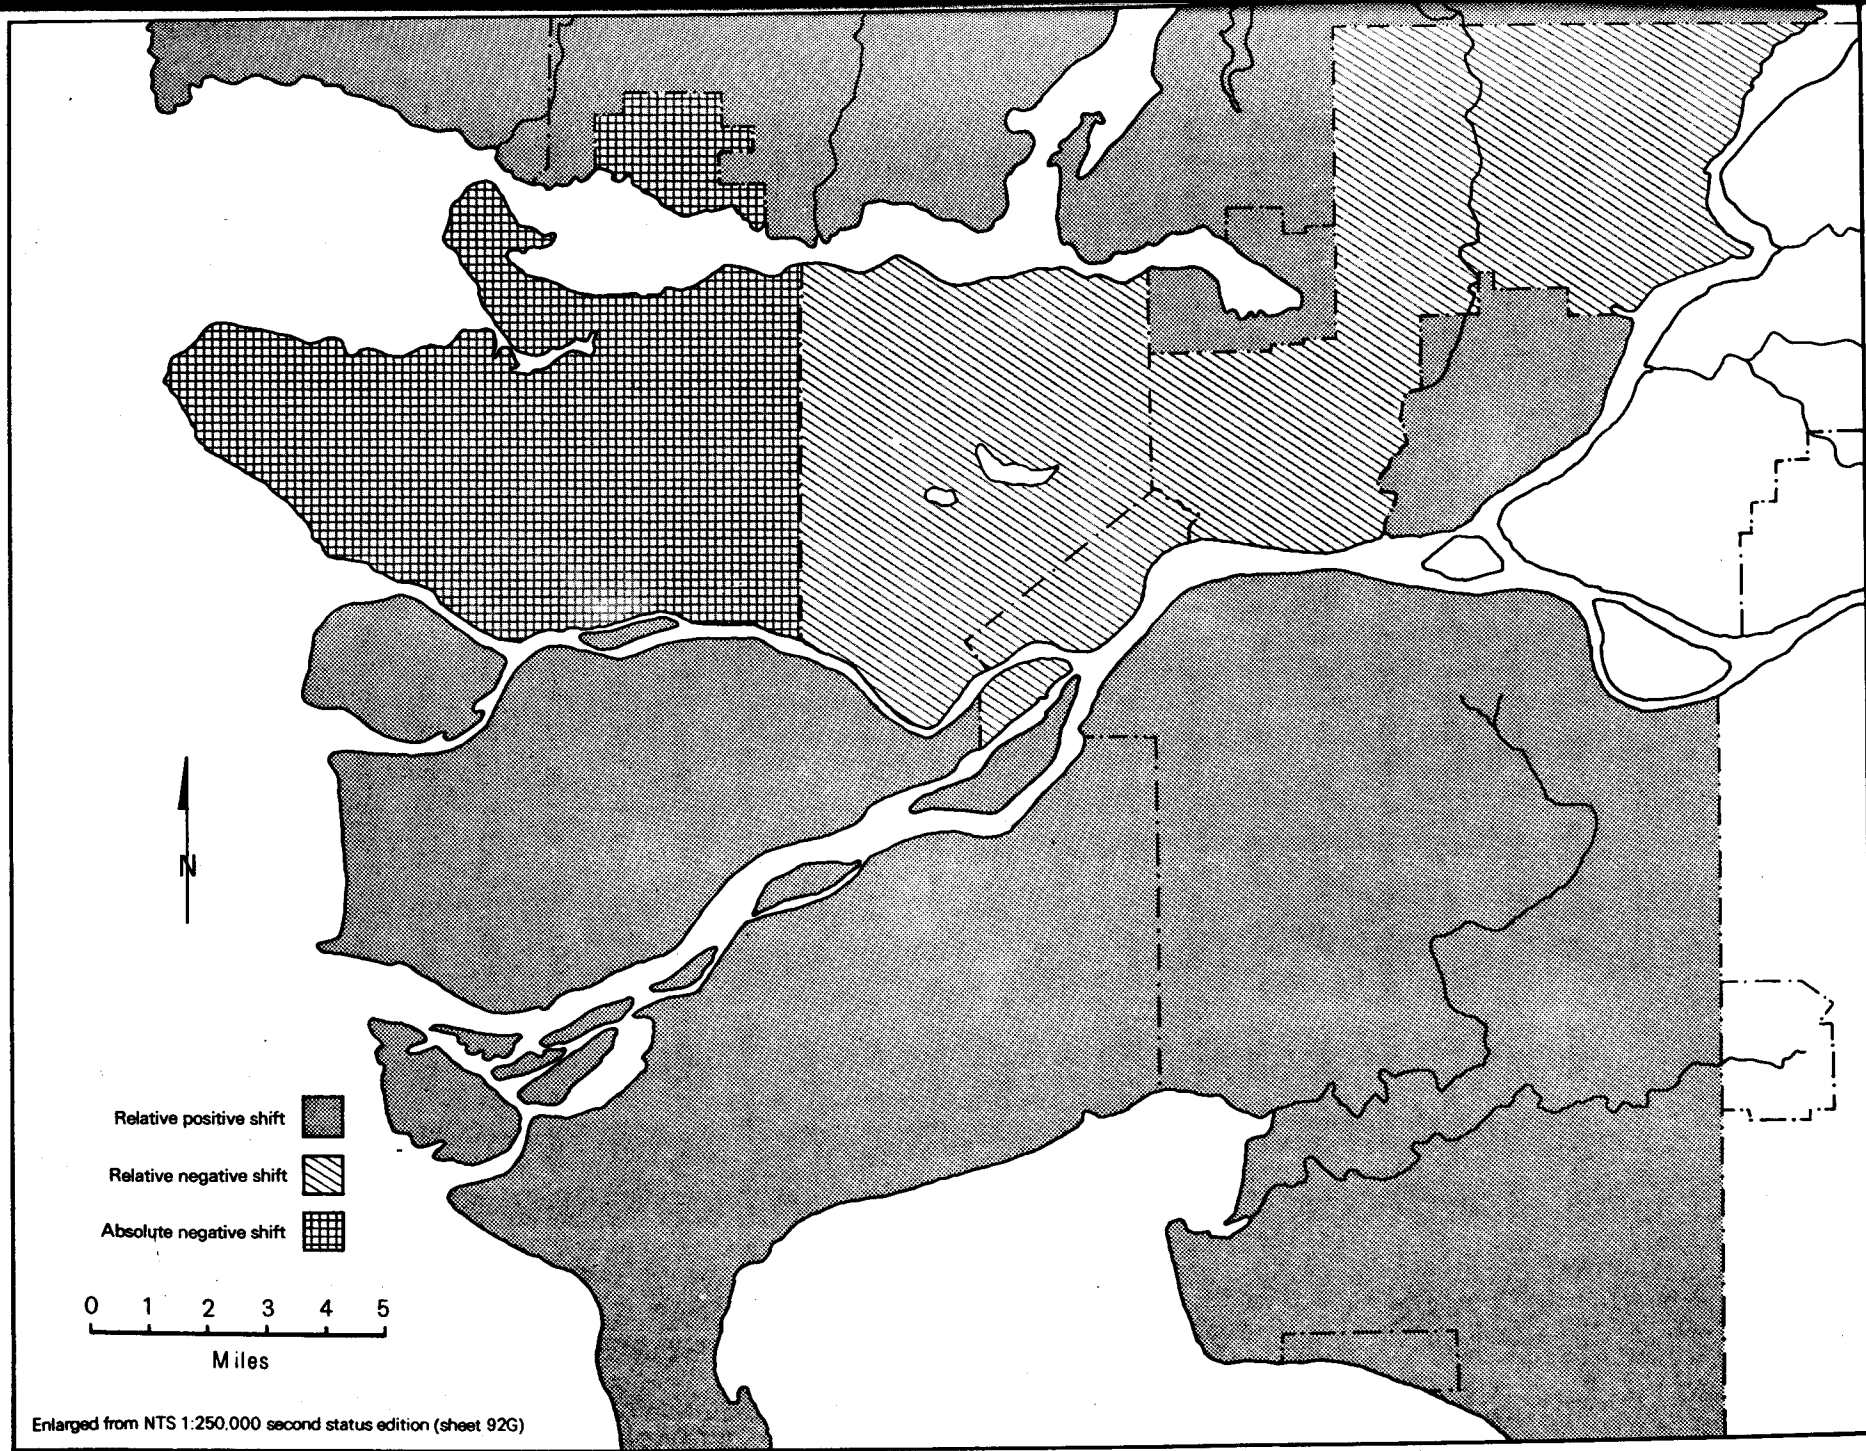 N
Relative positive shift
Relative negative shift
Absolute negative shift
0 1 2 3 4 5
Miles
Enlarged from NTS 1:250.000 second status edition (sheet 92G)